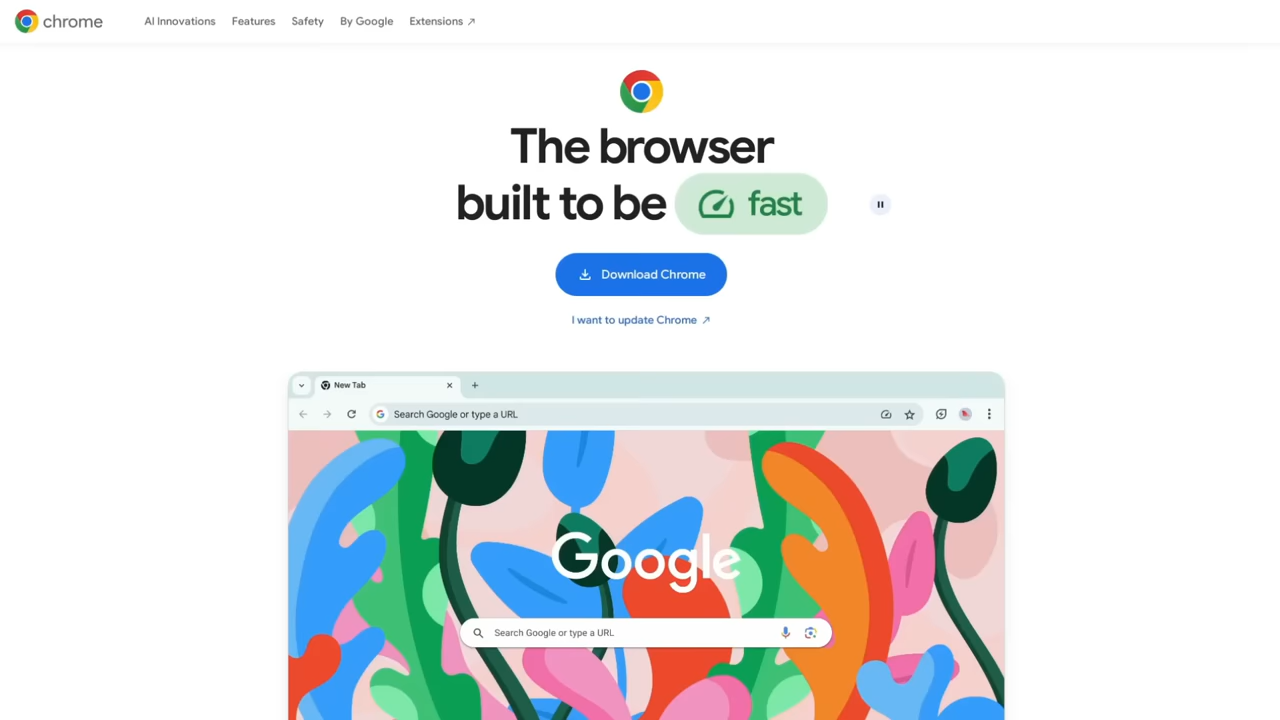 chrome
AI Innovations
Features
Safety
By Google
Extensions
The browser
built to be fast
Download Chrome
I want to update Chrome
New Tab
Search Google or type a URL
Google
Search Google or type a URL